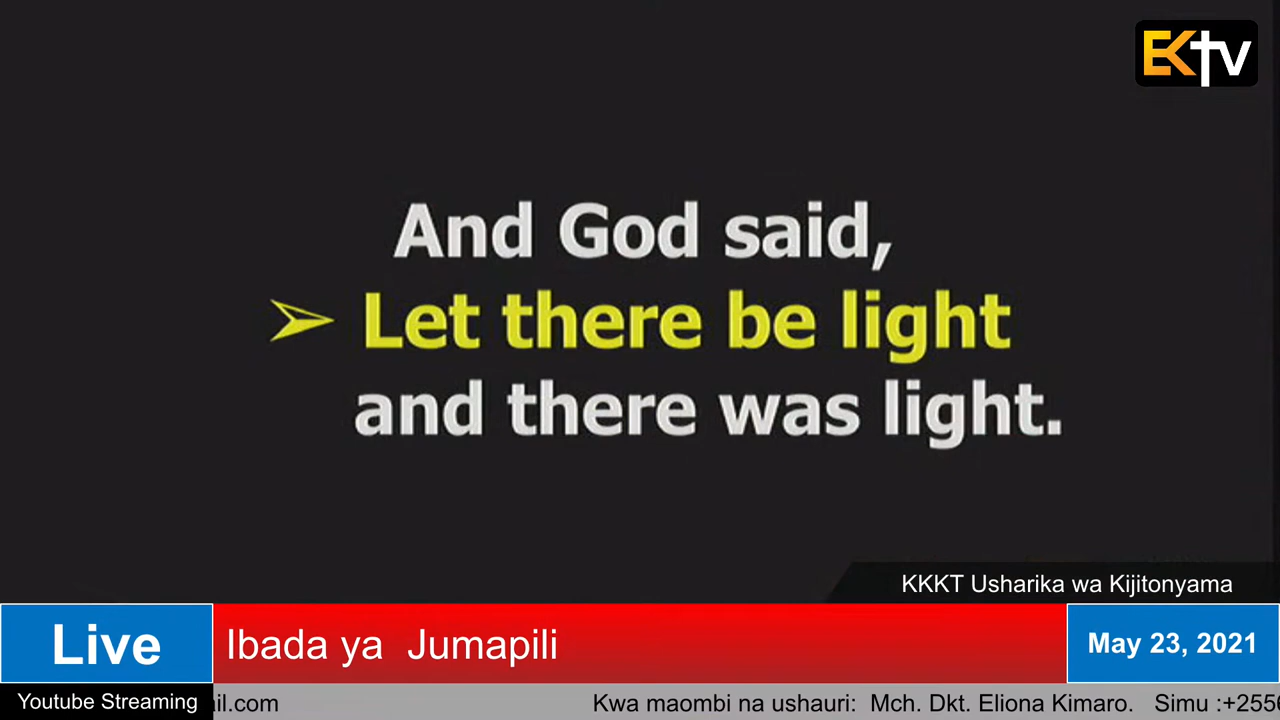 EKTV
And God said,
➢ Let there be light
and there was light.
KKKT Usharika wa Kijitonyama
Live
Ibada ya Jumapili
May 23, 2021
Youtube Streaming
il.com
Kwa maombi na ushauri: Mch. Dkt. Eliona Kimaro. Simu :+255